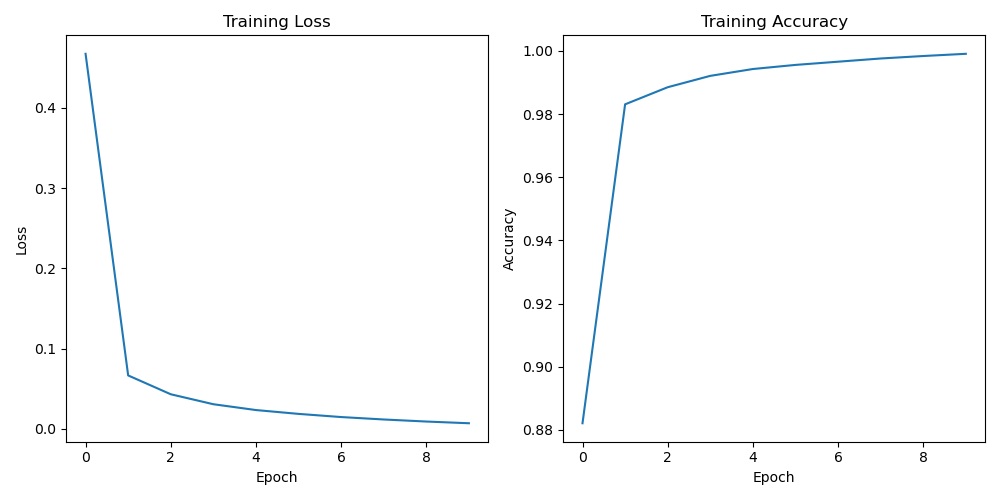 Training Loss
Loss
0.4
0.3
0.2
0.1
0.0
0 2 4 6 8
Epoch
Training Accuracy
Accuracy
1.00
0.98
0.96
0.94
0.92
0.90
0.88
0 2 4 6 8
Epoch